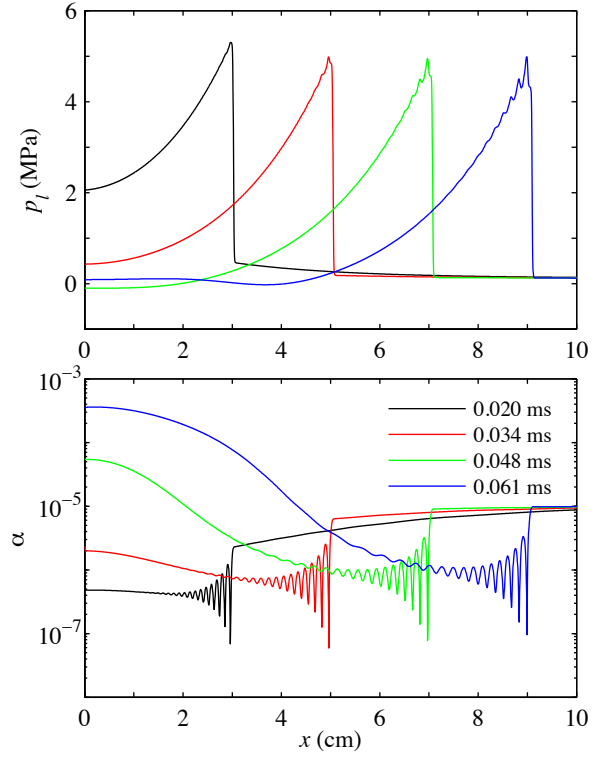 6
4
2
0
p_l (MPa)
0 2 4 6 8 10
10⁻³
10⁻⁵
10⁻⁷
α
0.020 ms
0.034 ms
0.048 ms
0.061 ms
0 2 4 6 8 10
x (cm)